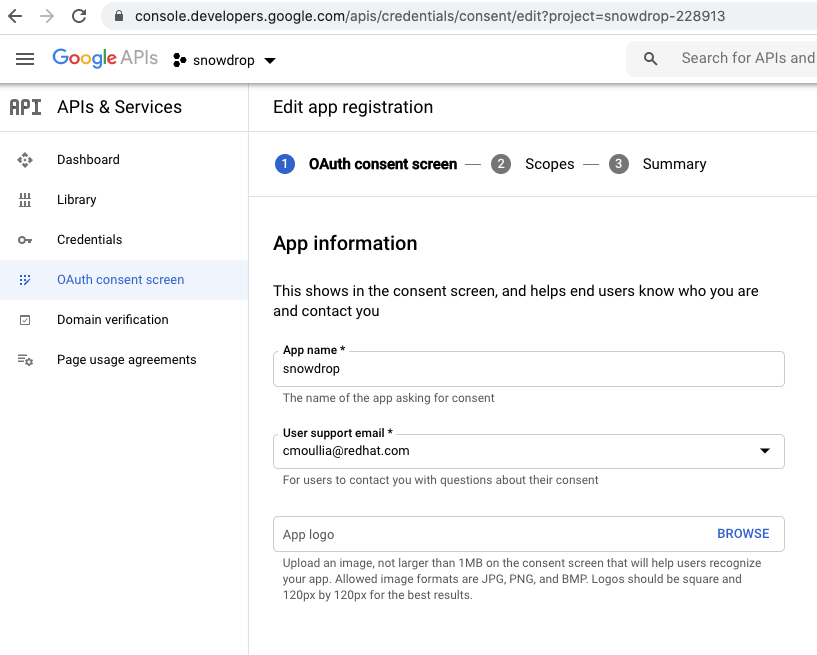 console.developers.google.com/apis/credentials/consent/edit?project=snowdrop-228913
Google APIs snowdrop Search for APIs and
API APIs & Services
Edit app registration
Dashboard
Library
Credentials
OAuth consent screen
Domain verification
Page usage agreements
1 OAuth consent screen — 2 Scopes — 3 Summary
App information
This shows in the consent screen, and helps end users know who you are
and contact you
App name *
snowdrop
The name of the app asking for consent
User support email *
cmoullia@redhat.com
For users to contact you with questions about their consent
App logo BROWSE
Upload an image, not larger than 1MB on the consent screen that will help users recognize
your app. Allowed image formats are JPG, PNG, and BMP. Logos should be square and
120px by 120px for the best results.